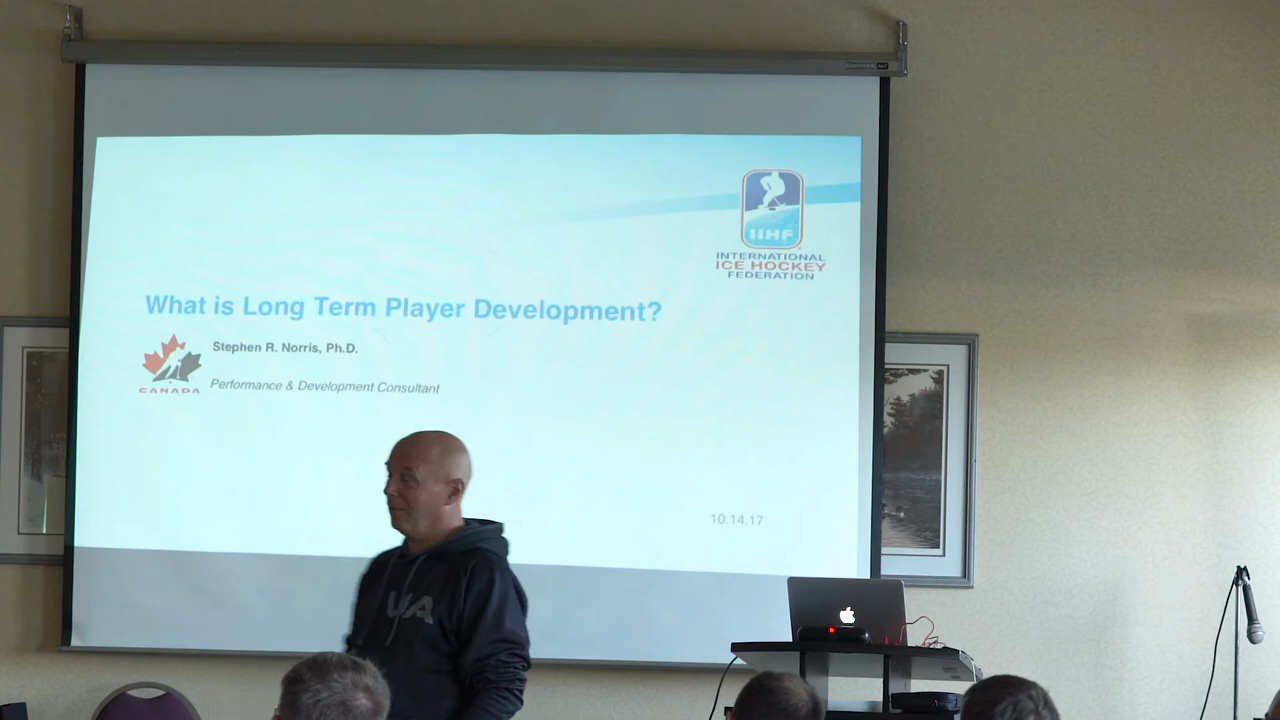 IIHF
INTERNATIONAL
ICE HOCKEY
FEDERATION
What is Long Term Player Development?
Stephen R. Norris, Ph.D.
CANADA
Performance & Development Consultant
10.14.17